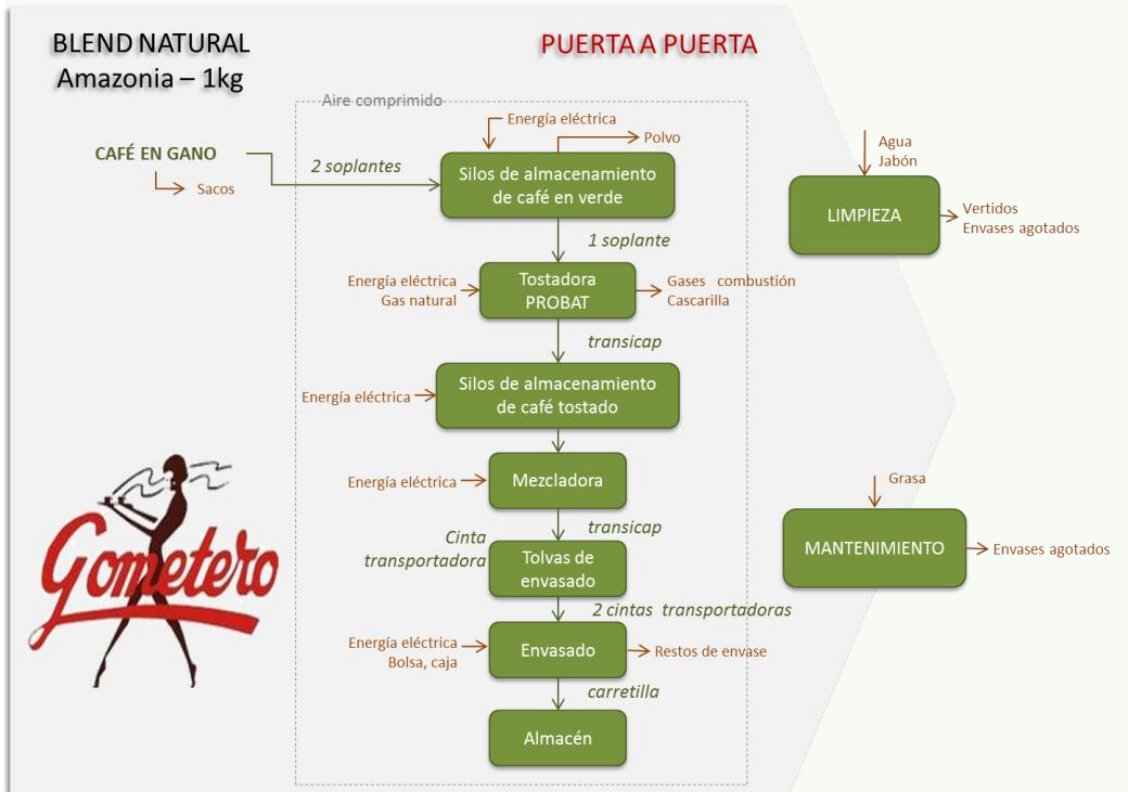 BLEND NATURAL
Amazonia – 1kg
PUERTA A PUERTA
Aire comprimido
Energía eléctrica
Polvo
CAFÉ EN GANO
Sacos
2 soplantes
Silos de almacenamiento
de café en verde
1 soplante
Energía eléctrica
Gas natural
Tostadora
PROBAT
Gases combustión
Cascarilla
transicap
Energía eléctrica
Silos de almacenamiento
de café tostado
Energía eléctrica
Mezcladora
transicap
Cinta
transportadora
Tolvas de
envasado
2 cintas transportadoras
Energía eléctrica
Bolsa, caja
Envasado
Restos de envase
carretilla
Almacén
Agua
Jabón
LIMPIEZA
Vertidos
Envases agotados
Grasa
MANTENIMIENTO
Envases agotados
Gometero